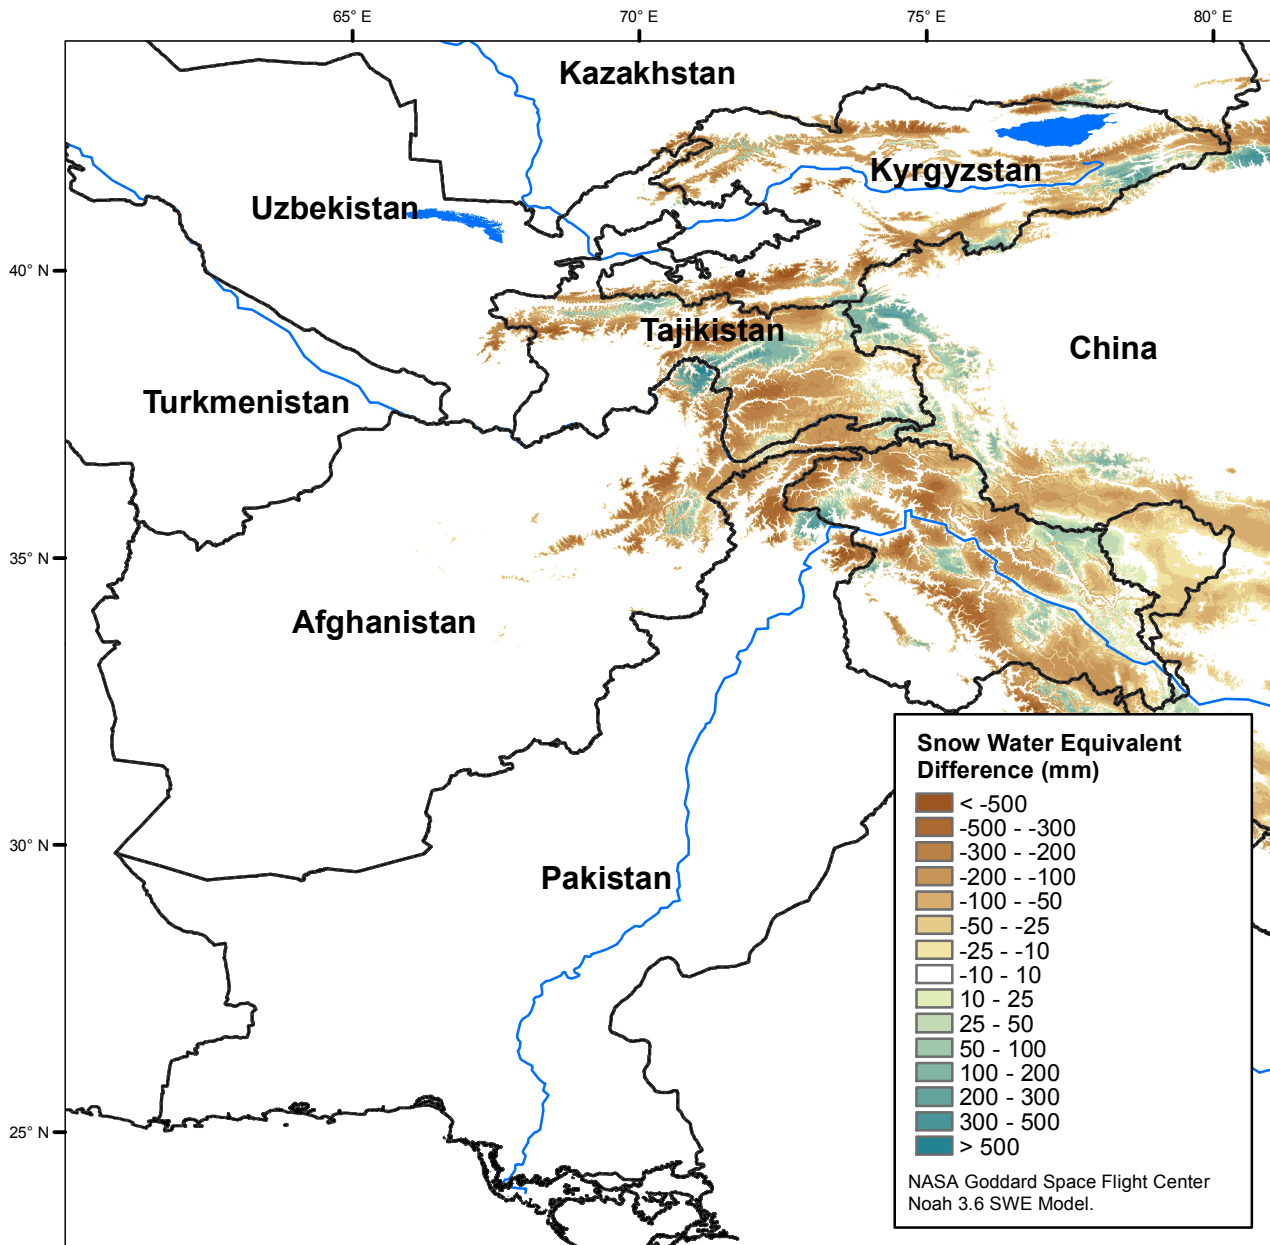 65° E
70° E
75° E
80° E
Kazakhstan
Kyrgyzstan
Uzbekistan
40° N
Tajikistan
China
Turkmenistan
35° N
Afghanistan
30° N
Pakistan
25° N
Snow Water Equivalent
Difference (mm)
< -500
-500 - -300
-300 - -200
-200 - -100
-100 - -50
-50 - -25
-25 - -10
-10 - 10
10 - 25
25 - 50
50 - 100
100 - 200
200 - 300
300 - 500
> 500
NASA Goddard Space Flight Center
Noah 3.6 SWE Model.